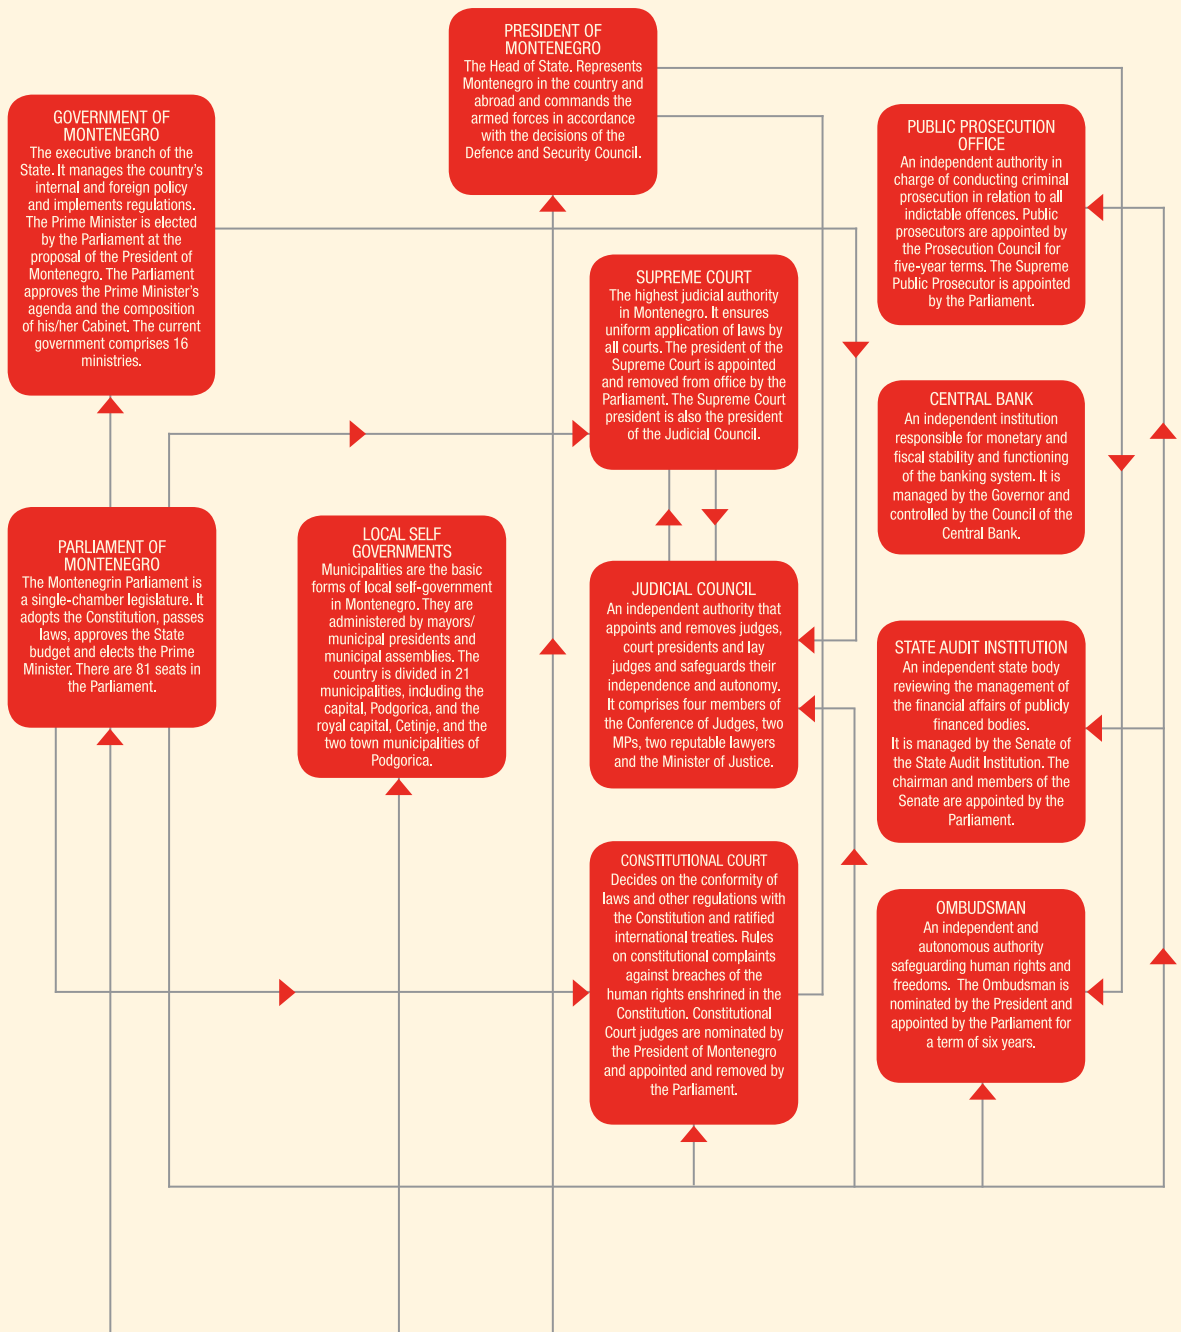 PRESIDENT OF
MONTENEGRO
The Head of State. Represents
Montenegro in the country and
abroad and commands the
armed forces in accordance
with the decisions of the
Defence and Security Council.
GOVERNMENT OF
MONTENEGRO
The executive branch of the
State. It manages the country's
internal and foreign policy
and implements regulations.
The Prime Minister is elected
by the Parliament at the
proposal of the President of
Montenegro. The Parliament
approves the Prime Minister's
agenda and the composition
of his/her Cabinet. The current
government comprises 16
ministries.
PUBLIC PROSECUTION
OFFICE
An independent authority in
charge of conducting criminal
prosecution in relation to all
indictable offences. Public
prosecutors are appointed by
the Prosecution Council for
five-year terms. The Supreme
Public Prosecutor is appointed
by the Parliament.
SUPREME COURT
The highest judicial authority
in Montenegro. It ensures
uniform application of laws by
all courts. The president of the
Supreme Court is appointed
and removed from office by the
Parliament. The Supreme Court
president is also the president
of the Judicial Council.
CENTRAL BANK
An independent institution
responsible for monetary and
fiscal stability and functioning
of the banking system. It is
managed by the Governor and
controlled by the Council of the
Central Bank.
PARLIAMENT OF
MONTENEGRO
The Montenegrin Parliament is
a single-chamber legislature. It
adopts the Constitution, passes
laws, approves the State
budget and elects the Prime
Minister. There are 81 seats in
the Parliament.
LOCAL SELF
GOVERNMENTS
Municipalities are the basic
forms of local self-government
in Montenegro. They are
administered by mayors/
municipal presidents and
municipal assemblies. The
country is divided in 21
municipalities, including the
capital, Podgorica, and the
royal capital, Cetinje, and the
two town municipalities of
Podgorica.
JUDICIAL COUNCIL
An independent authority that
appoints and removes judges,
court presidents and lay
judges and safeguards their
independence and autonomy.
It comprises four members of
the Conference of Judges, two
MPs, two reputable lawyers
and the Minister of Justice.
STATE AUDIT INSTITUTION
An independent state body
reviewing the management of
the financial affairs of publicly
financed bodies.
It is managed by the Senate of
the State Audit Institution. The
chairman and members of the
Senate are appointed by the
Parliament.
CONSTITUTIONAL COURT
Decides on the conformity of
laws and other regulations with
the Constitution and ratified
international treaties. Rules
on constitutional complaints
against breaches of the
human rights enshrined in the
Constitution. Constitutional
Court judges are nominated by
the President of Montenegro
and appointed and removed by
the Parliament.
OMBUDSMAN
An independent and
autonomous authority
safeguarding human rights and
freedoms. The Ombudsman is
nominated by the President and
appointed by the Parliament for
a term of six years.